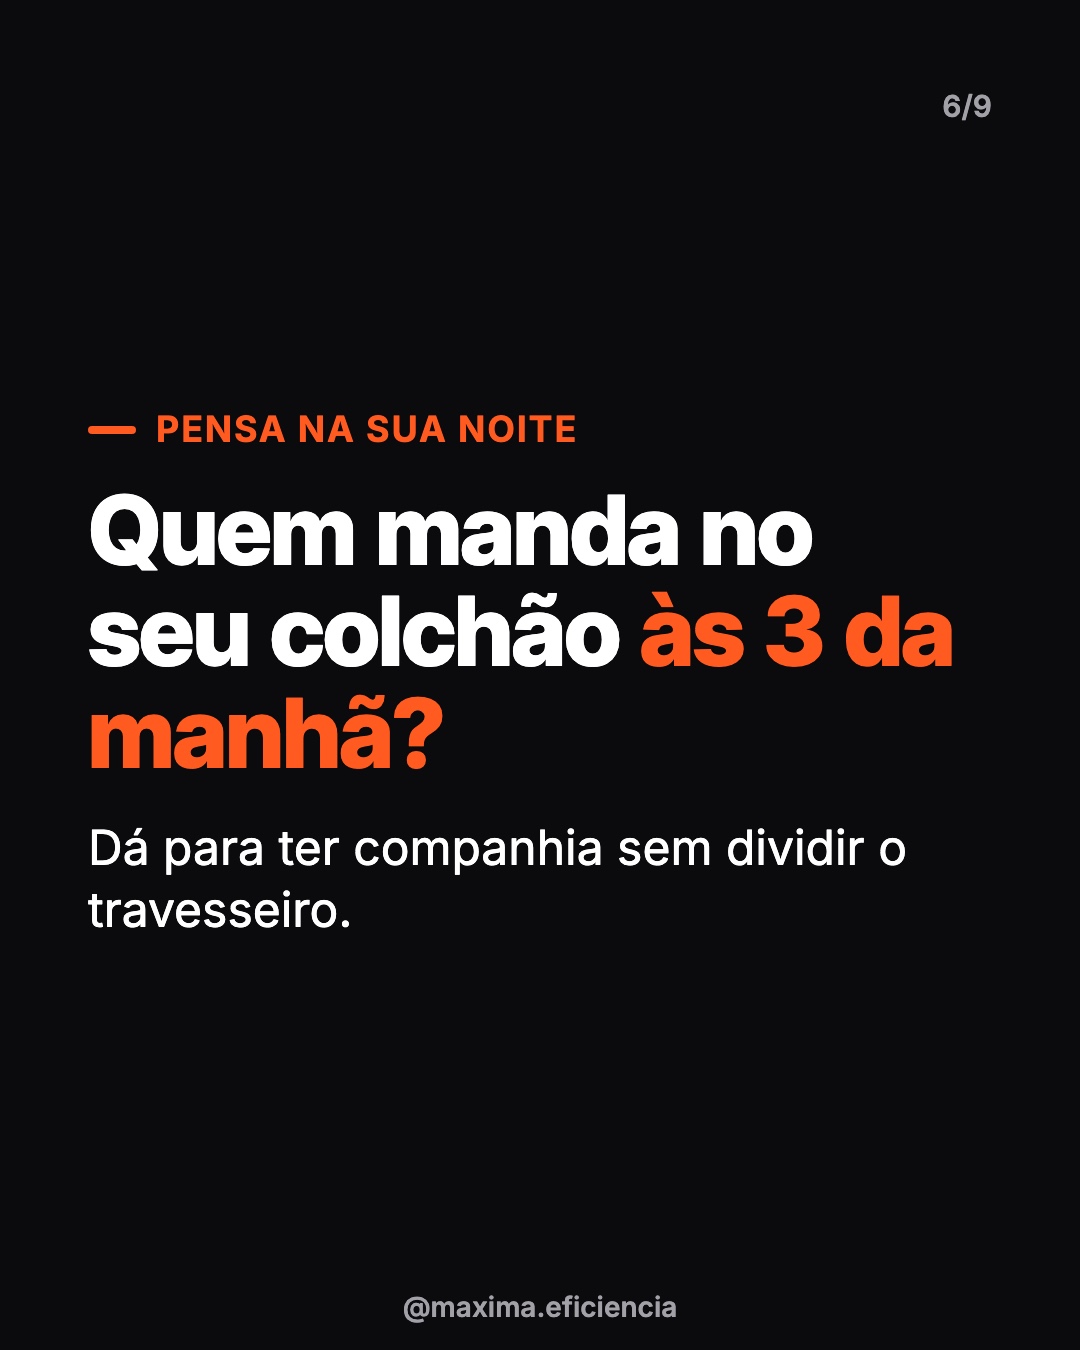 6/9
PENSA NA SUA NOITE
Quem manda no
seu colchão às 3 da
manhã?
Dá para ter companhia sem dividir o
travesseiro.
@maxima.eficiencia